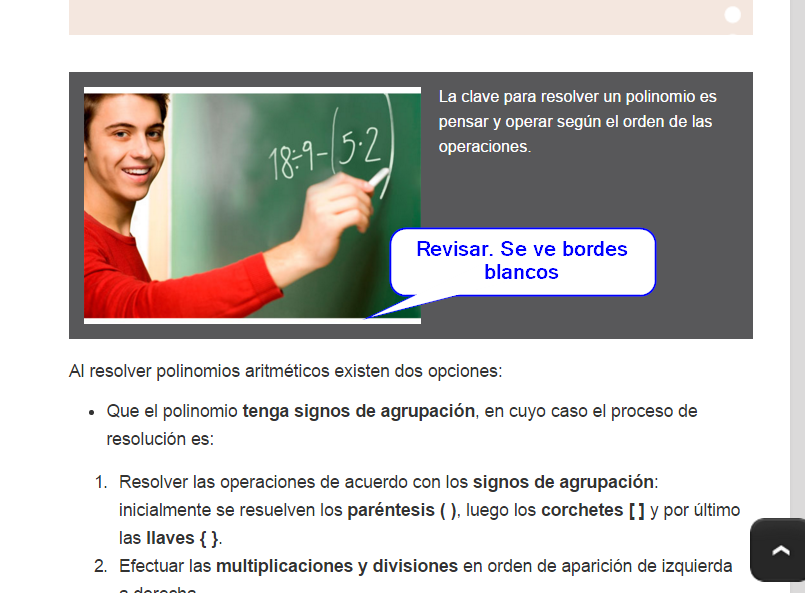 18÷9-(5·2)
La clave para resolver un polinomio es
pensar y operar según el orden de las
operaciones.
Revisar. Se ve bordes
blancos
Al resolver polinomios aritméticos existen dos opciones:
• Que el polinomio tenga signos de agrupación, en cuyo caso el proceso de
resolución es:
1. Resolver las operaciones de acuerdo con los signos de agrupación:
inicialmente se resuelven los paréntesis ( ), luego los corchetes [ ] y por último
las llaves { }.
2. Efectuar las multiplicaciones y divisiones en orden de aparición de izquierda
a derecha.